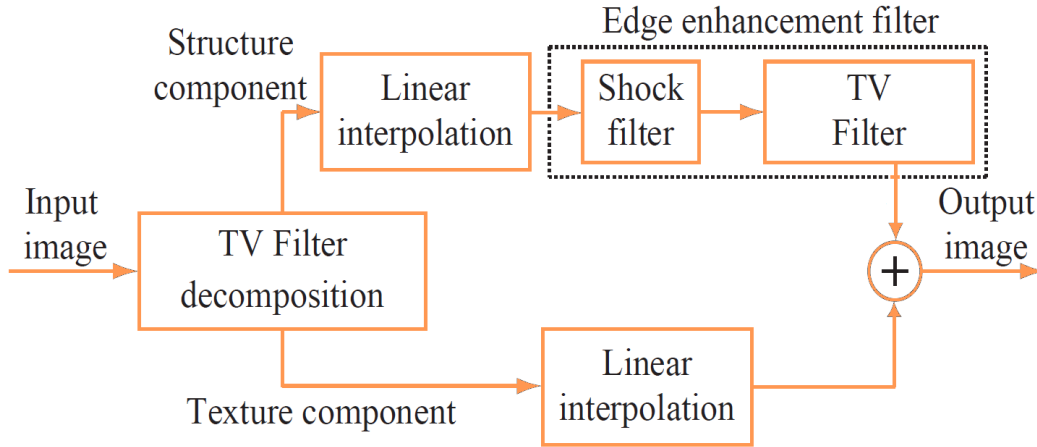 Edge enhancement filter
Structure
component
Linear
interpolation
Shock
filter
TV
Filter
Input
image
TV Filter
decomposition
+
Output
image
Texture component
Linear
interpolation